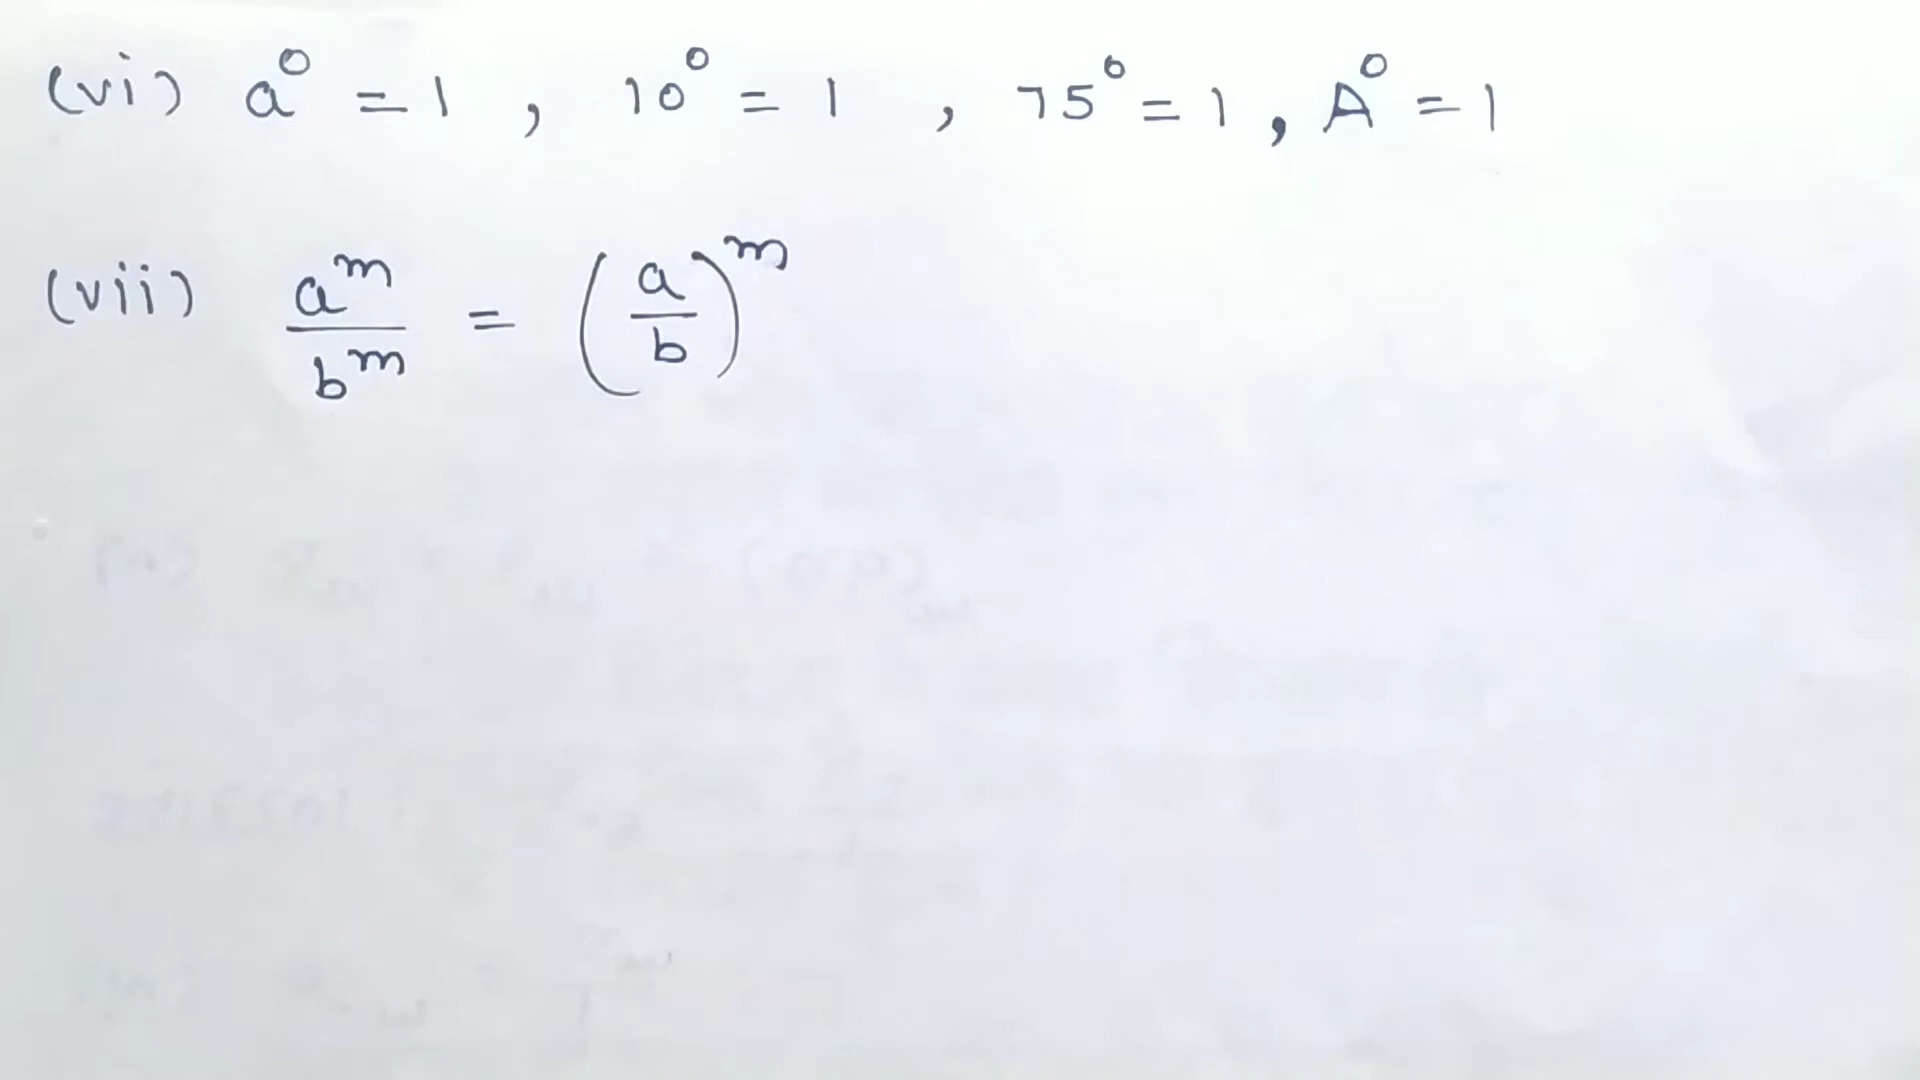 (vi) a⁰ = 1 , 10⁰ = 1 , 75⁰ = 1 , A⁰ = 1
(vii) aᵐ/bᵐ = (a/b)ᵐ